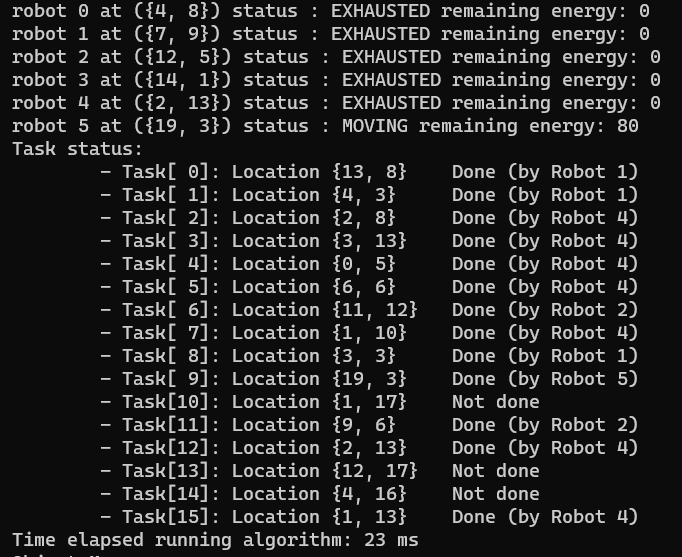 robot 0 at ({4, 8}) status : EXHAUSTED remaining energy: 0
robot 1 at ({7, 9}) status : EXHAUSTED remaining energy: 0
robot 2 at ({12, 5}) status : EXHAUSTED remaining energy: 0
robot 3 at ({14, 1}) status : EXHAUSTED remaining energy: 0
robot 4 at ({2, 13}) status : EXHAUSTED remaining energy: 0
robot 5 at ({19, 3}) status : MOVING remaining energy: 80
Task status:
- Task[ 0]: Location {13, 8} Done (by Robot 1)
- Task[ 1]: Location {4, 3} Done (by Robot 1)
- Task[ 2]: Location {2, 8} Done (by Robot 4)
- Task[ 3]: Location {3, 13} Done (by Robot 4)
- Task[ 4]: Location {0, 5} Done (by Robot 4)
- Task[ 5]: Location {6, 6} Done (by Robot 4)
- Task[ 6]: Location {11, 12} Done (by Robot 2)
- Task[ 7]: Location {1, 10} Done (by Robot 4)
- Task[ 8]: Location {3, 3} Done (by Robot 1)
- Task[ 9]: Location {19, 3} Done (by Robot 5)
- Task[10]: Location {1, 17} Not done
- Task[11]: Location {9, 6} Done (by Robot 2)
- Task[12]: Location {2, 13} Done (by Robot 4)
- Task[13]: Location {12, 17} Not done
- Task[14]: Location {4, 16} Not done
- Task[15]: Location {1, 13} Done (by Robot 4)
Time elapsed running algorithm: 23 ms